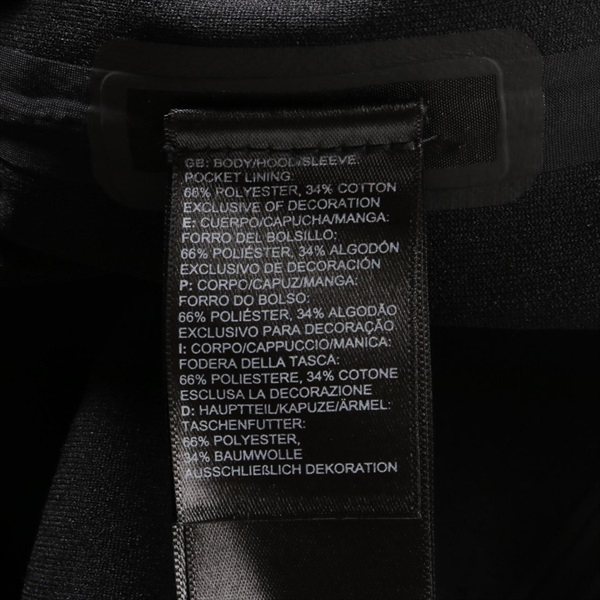 GB: BODY/HOOD/SLEEVE:
POCKET LINING:
66% POLYESTER, 34% COTTON
EXCLUSIVE OF DECORATION
E: CUERPO/CAPUCHA/MANGA:
FORRO DEL BOLSILLO:
66% POLIÉSTER, 34% ALGODÓN
EXCLUSIVO DE DECORACIÓN
P: CORPO/CAPUZ/MANGA:
FORRO DO BOLSO:
66% POLIÉSTER, 34% ALGODÃO
EXCLUSIVO PARA DECORAÇÃO
I: CORPO/CAPPUCCIO/MANICA:
FODERA DELLA TASCA:
66% POLIESTERE, 34% COTONE
ESCLUSA LA DECORAZIONE
D: HAUPTTEIL/KAPUZE/ÄRMEL:
TASCHENFUTTER:
66% POLYESTER,
34% BAUMWOLLE
AUSSCHLIEßLICH DEKORATION